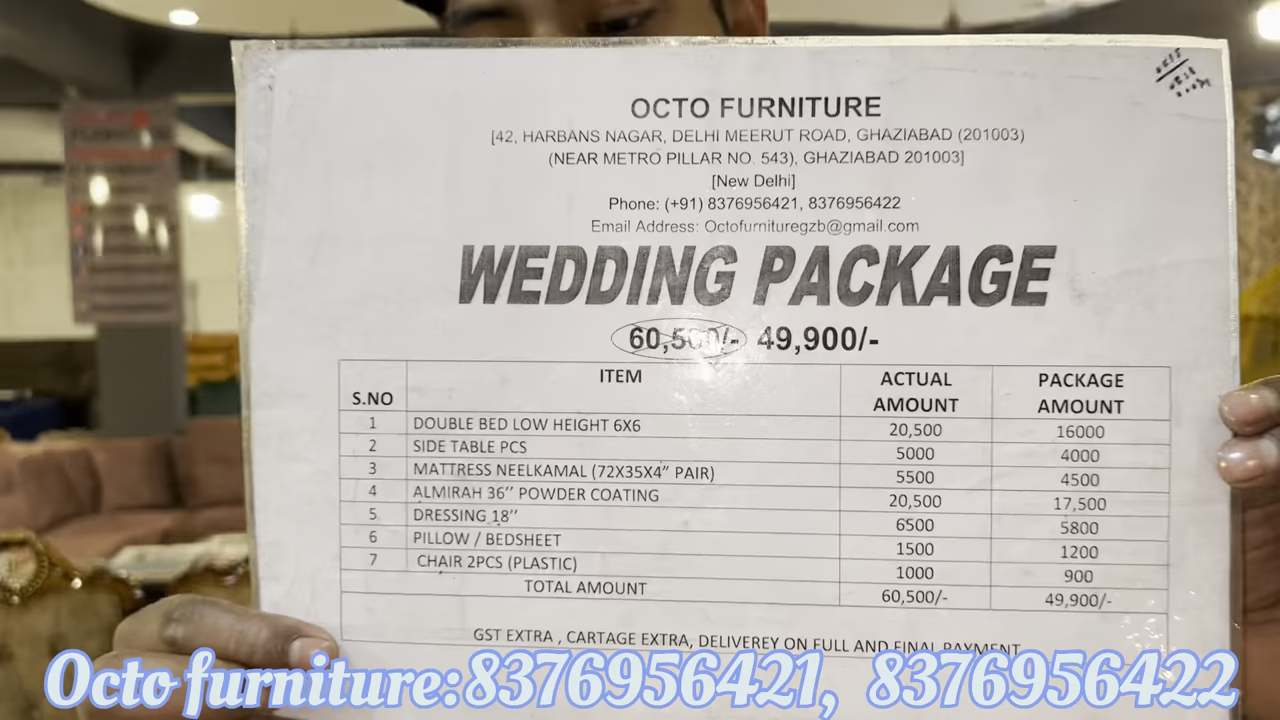 OCTO FURNITURE
[42, HARBANS NAGAR, DELHI MEERUT ROAD, GHAZIABAD (201003)
(NEAR METRO PILLAR NO. 543), GHAZIABAD 201003]
[New Delhi]
Phone: (+91) 8376956421, 8376956422
Email Address: Octofurnituregzb@gmail.com
WEDDING PACKAGE
60,500/- 49,900/-
S.NO ITEM ACTUAL AMOUNT PACKAGE AMOUNT
1 DOUBLE BED LOW HEIGHT 6X6 20,500 16000
2 SIDE TABLE PCS 5000 4000
3 MATTRESS NEELKAMAL (72X35X4” PAIR) 5500 4500
4 ALMIRAH 36” POWDER COATING 20,500 17,500
5 DRESSING 18” 6500 5800
6 PILLOW / BEDSHEET 1500 1200
7 CHAIR 2PCS (PLASTIC) 1000 900
TOTAL AMOUNT 60,500/- 49,900/-
GST EXTRA , CARTAGE EXTRA, DELIVEREY ON FULL AND FINAL PAYMENT
Octo furniture:8376956421, 8376956422